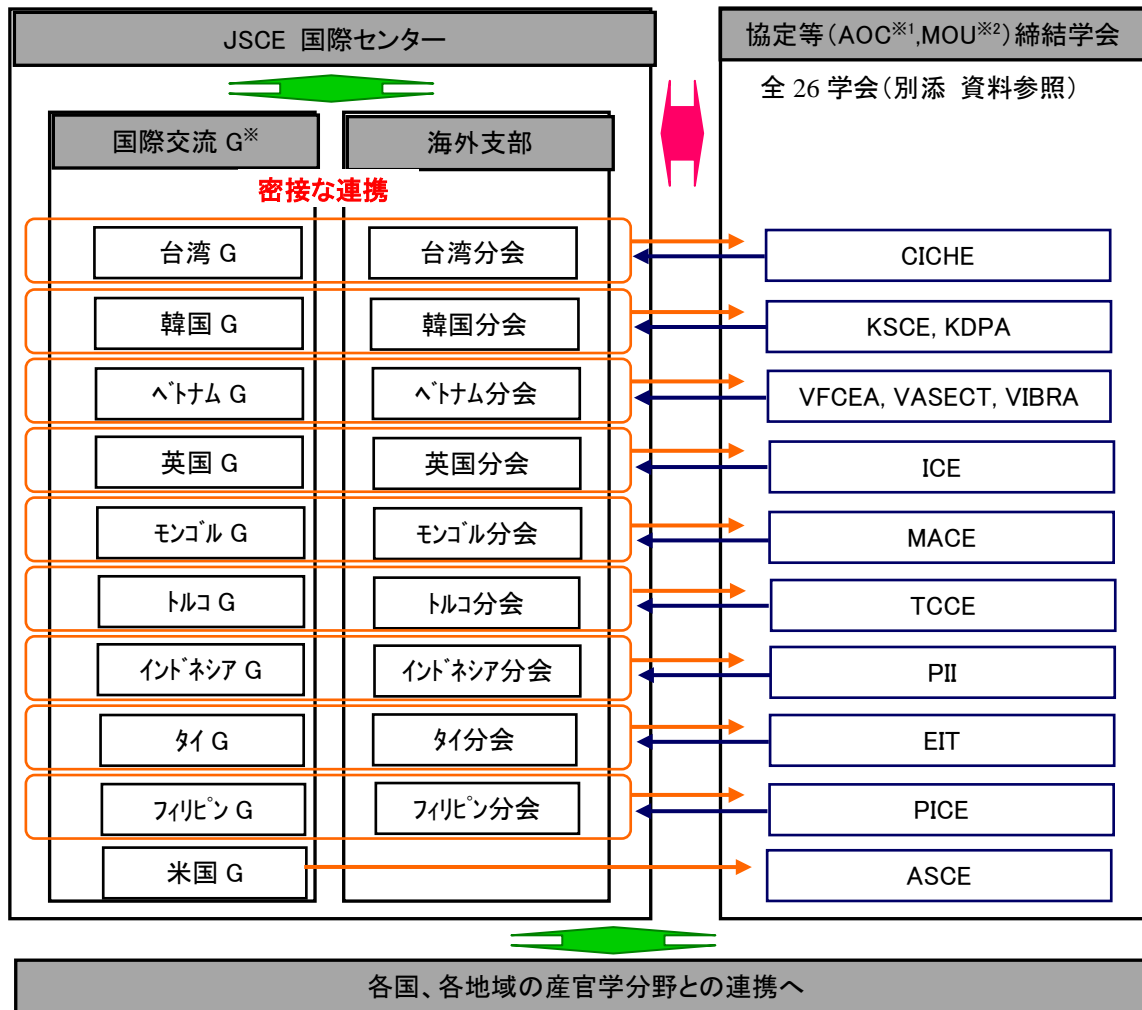 JSCE 国際センター
協定等(AOC※1,MOU※2)締結学会
全 26 学会(別添 資料参照)
国際交流 G※
海外支部
密接な連携
台湾 G
台湾分会
CICHE
韓国 G
韓国分会
KSCE, KDPA
ﾍﾞﾄﾅﾑ G
ﾍﾞﾄﾅﾑ分会
VFCEA, VASECT, VIBRA
英国 G
英国分会
ICE
ﾓﾝｺﾞﾙ G
ﾓﾝｺﾞﾙ分会
MACE
ﾄﾙｺ G
ﾄﾙｺ分会
TCCE
ｲﾝﾄﾞﾈｼｱ G
ｲﾝﾄﾞﾈｼｱ分会
PII
ﾀｲ G
ﾀｲ分会
EIT
ﾌｨﾘﾋﾟﾝ G
ﾌｨﾘﾋﾟﾝ分会
PICE
米国 G
ASCE
各国、各地域の産官学分野との連携へ